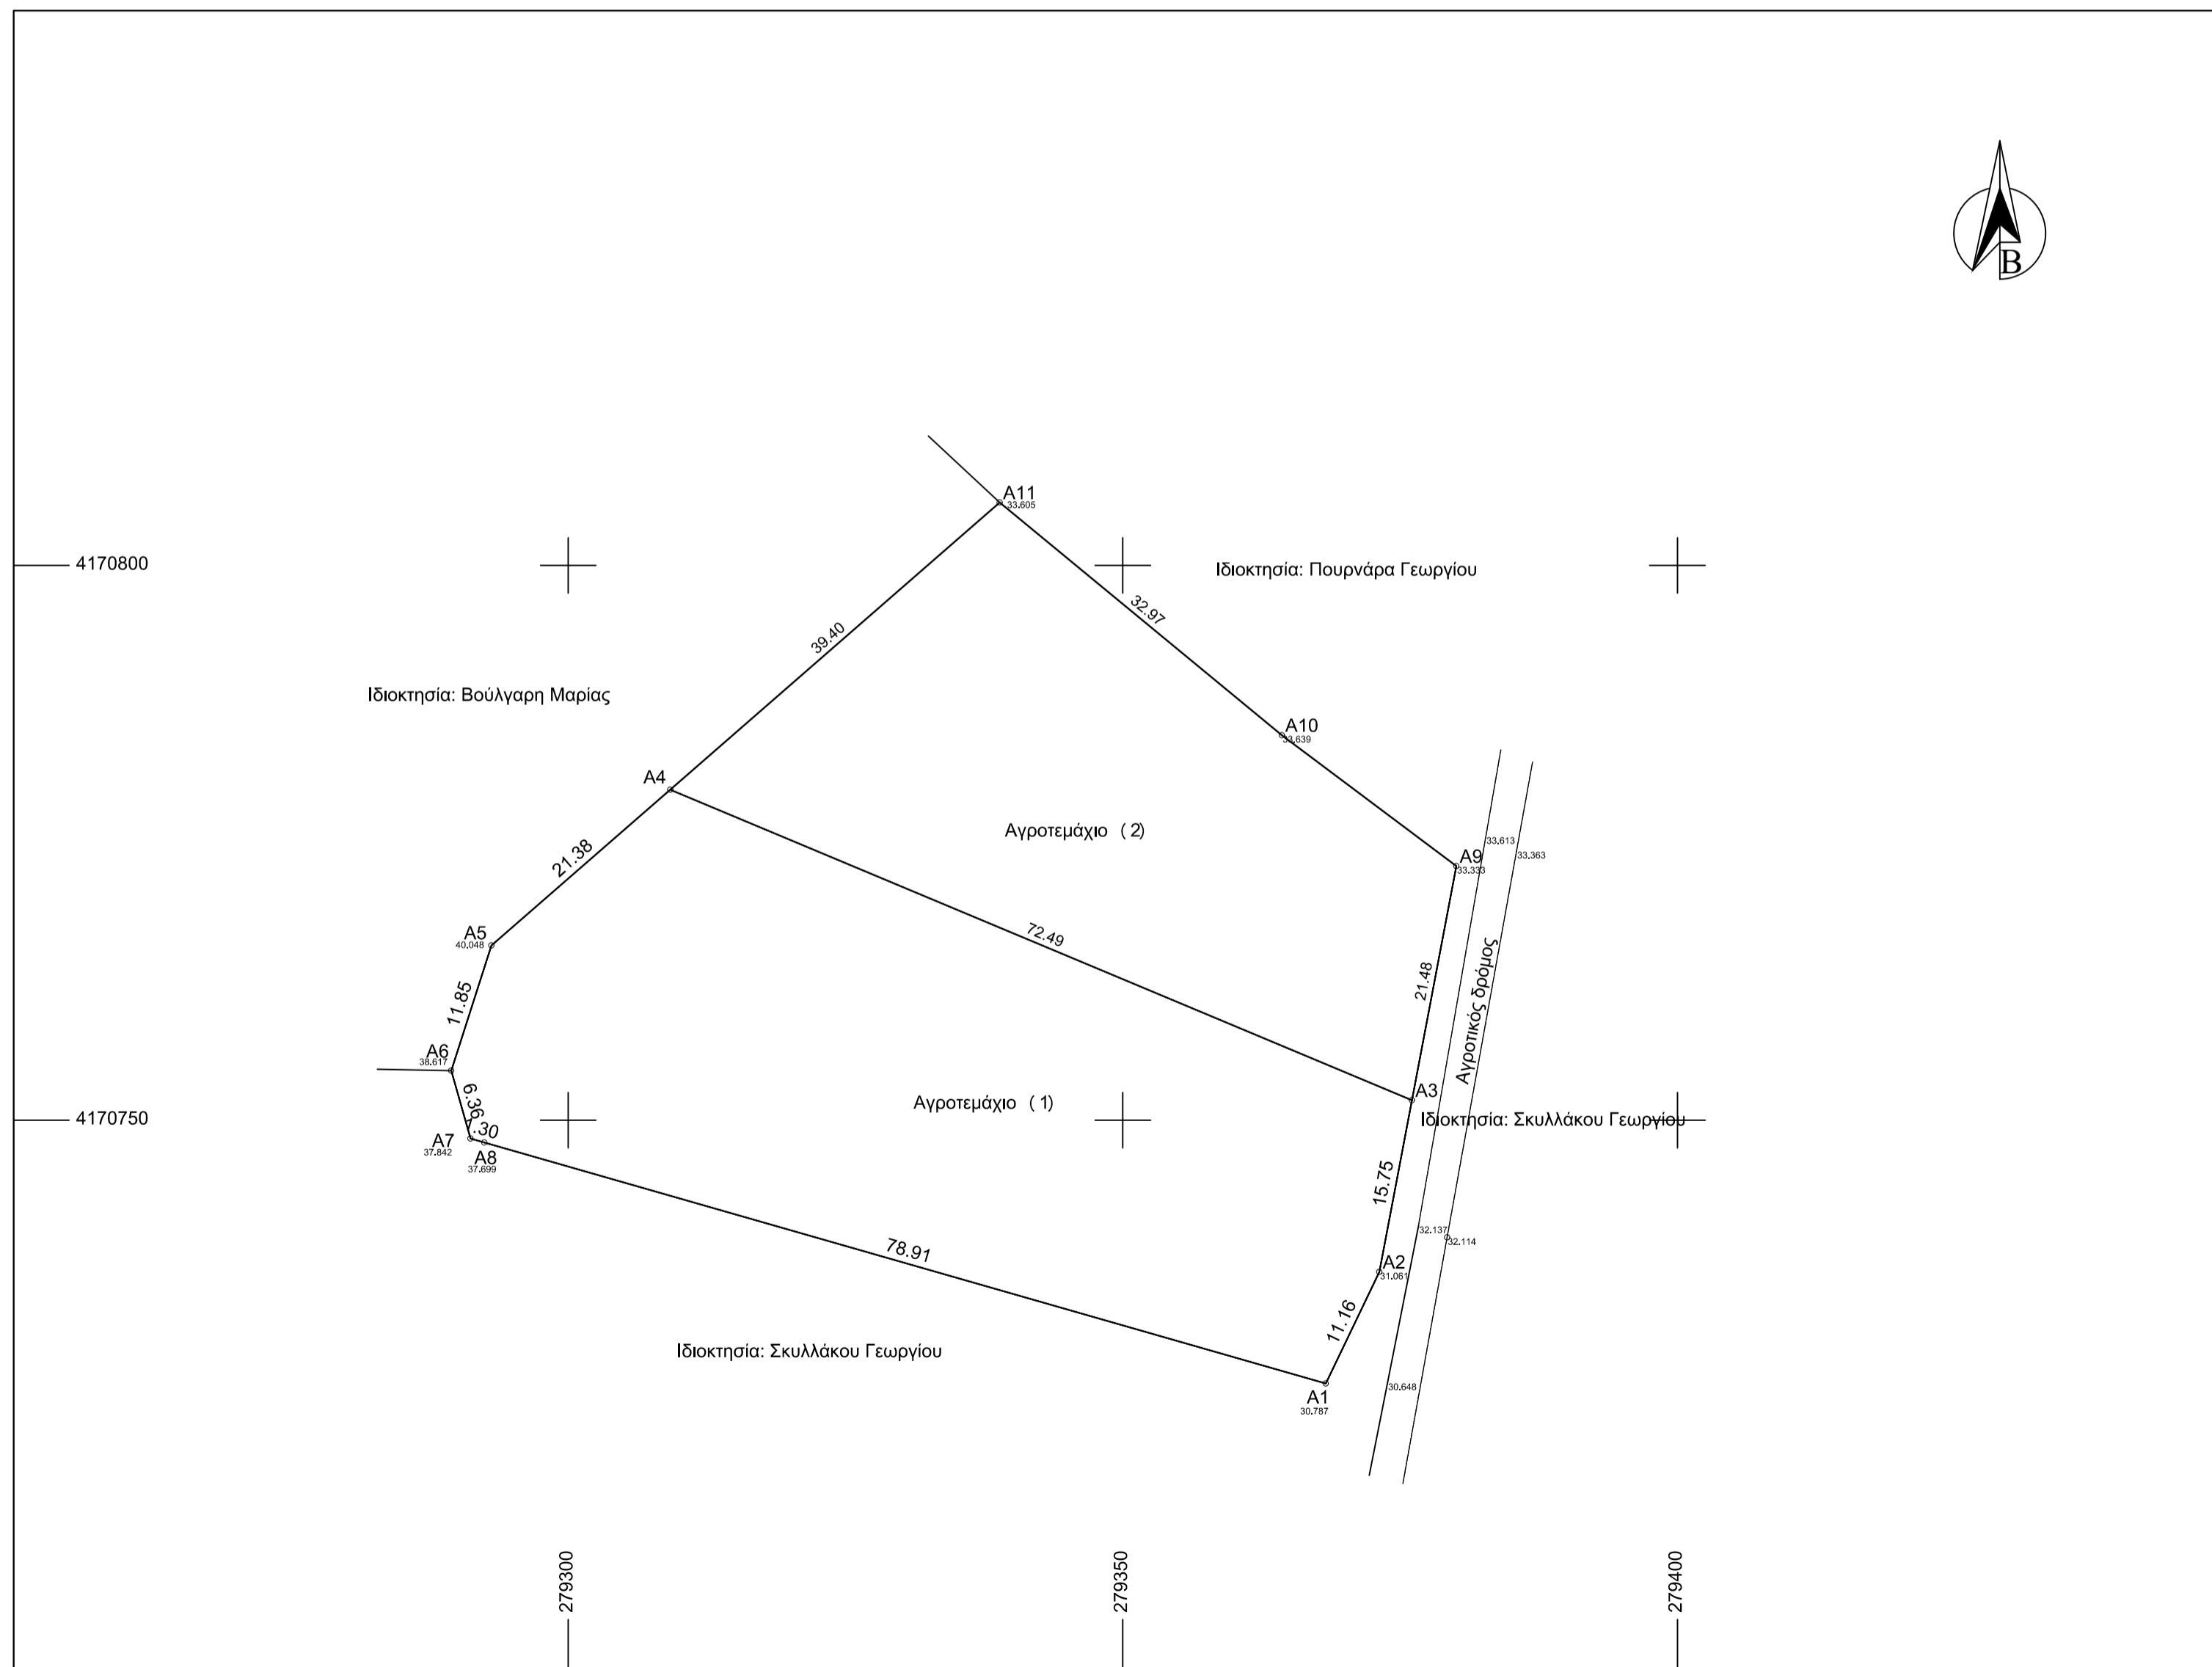 B
A11
33.605
4170800
Ιδιοκτησία: Πουρνάρα Γεωργίου
32.97
39.40
Ιδιοκτησία: Βούλγαρη Μαρίας
A10
33.639
A4
Αγροτεμάχιο ( 2)
33.613
33.363
A9
33.333
21.38
A5
40.048
72.49
21.48
Αγροτικός δρόμος
11.85
A6
38.617
A3
6.36
Αγροτεμάχιο ( 1)
4170750
Ιδιοκτησία: Σκυλλάκου Γεωργίου
1.30
A7
37.842
A8
37.699
15.75
32.137
32.114
78.91
A2
31.061
11.16
Ιδιοκτησία: Σκυλλάκου Γεωργίου
30.648
A1
30.787
279300
279350
279400